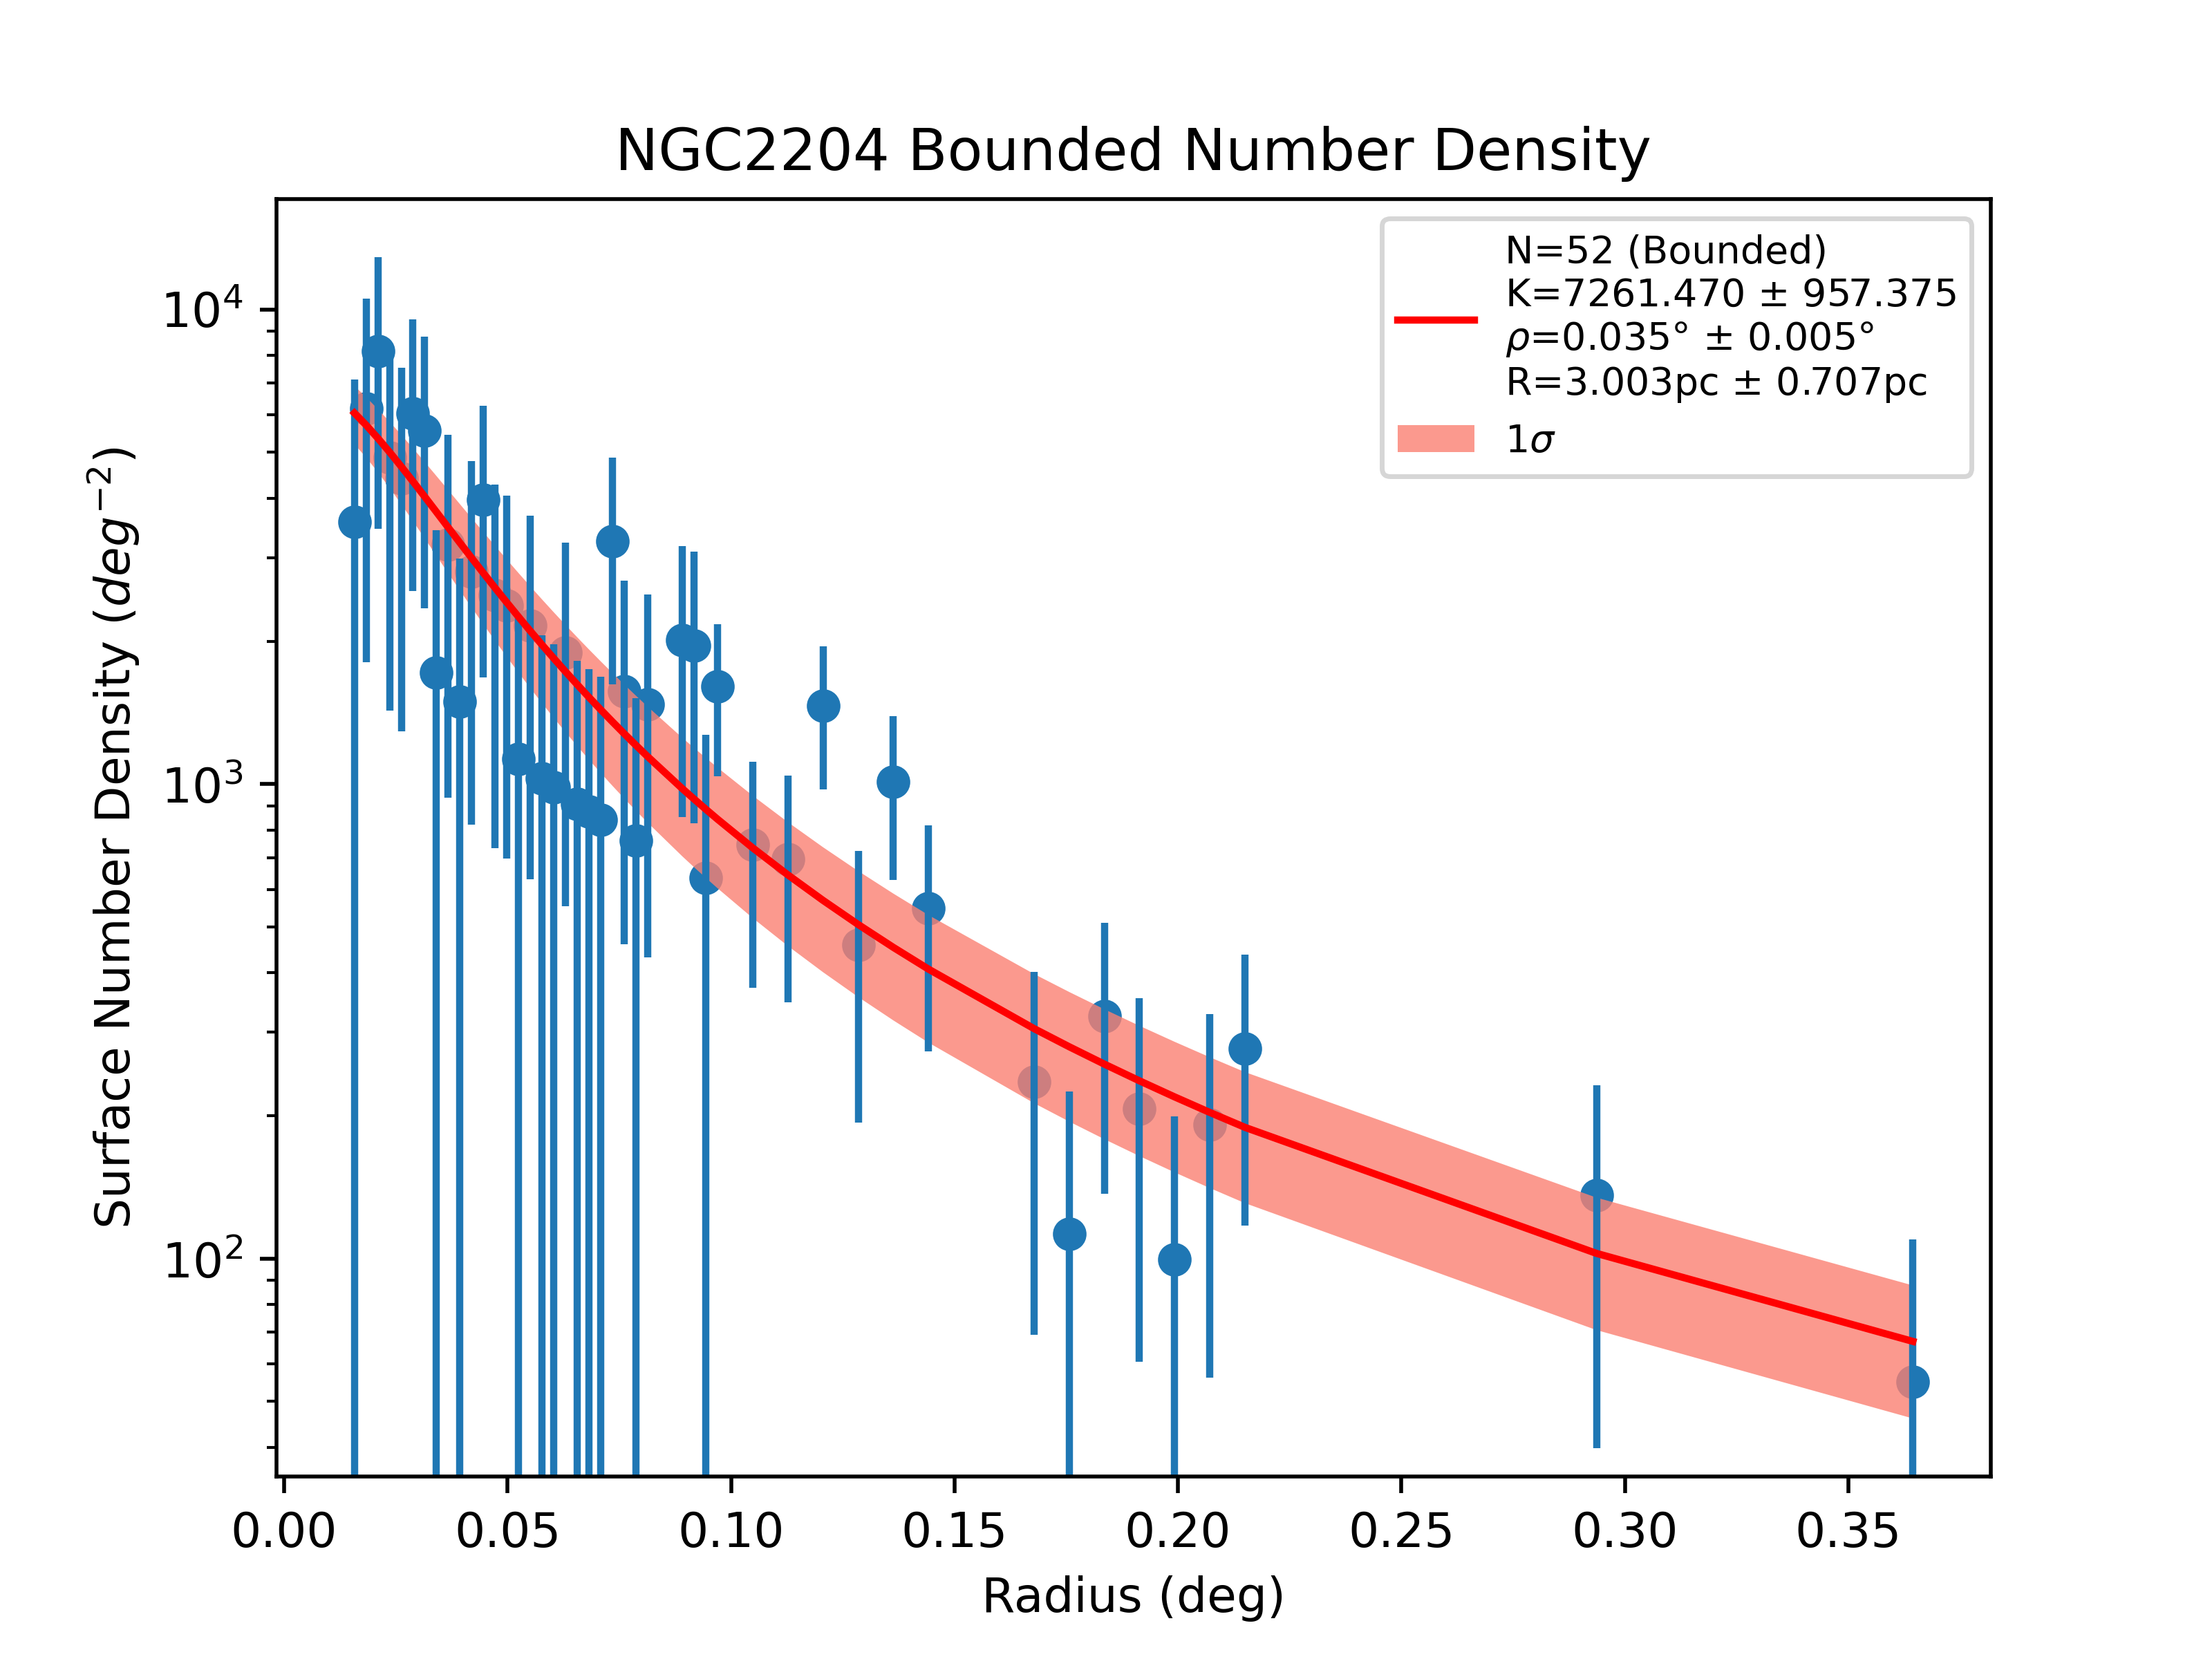 NGC2204 Bounded Number Density
N=52 (Bounded)
K=7261.470 ± 957.375
ρ=0.035° ± 0.005°
R=3.003pc ± 0.707pc
1σ
Surface Number Density (deg⁻²)
10⁴
10³
10²
0.00 0.05 0.10 0.15 0.20 0.25 0.30 0.35
Radius (deg)